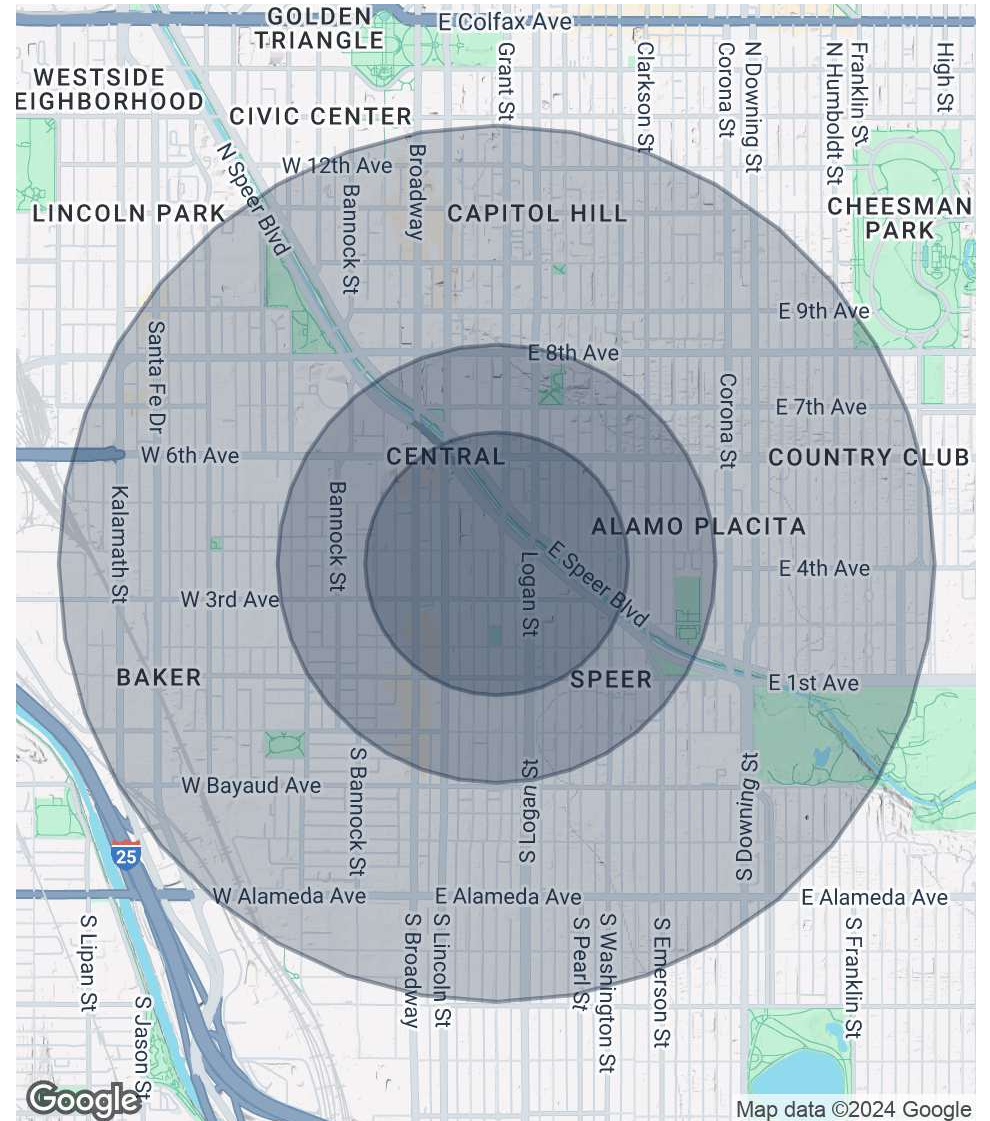 GOLDEN
TRIANGLE
E Colfax Ave
WESTSIDE
EIGHBORHOOD
CIVIC CENTER
Grant St
Clarkson St
Corona St
N Downing St
N Humboldt St
Franklin St
High St
N Speer Blvd
W 12th Ave
Broadway
Bannock St
LINCOLN PARK
CAPITOL HILL
CHEESMAN
PARK
E 9th Ave
Santa Fe Dr
E 8th Ave
Corona St
E 7th Ave
W 6th Ave
CENTRAL
COUNTRY CLUB
Kalamath St
Bannock St
ALAMO PLACITA
Logan St
E Speer Blvd
E 4th Ave
W 3rd Ave
BAKER
SPEER
E 1st Ave
S Bannock St
S Logan St
S Downing St
W Bayaud Ave
25
W Alameda Ave
E Alameda Ave
E Alameda Ave
S Lipan St
S Jason St
S Broadway
S Lincoln St
S Pearl St
S Washington St
S Emerson St
S Franklin St
Google
Map data ©2024 Google